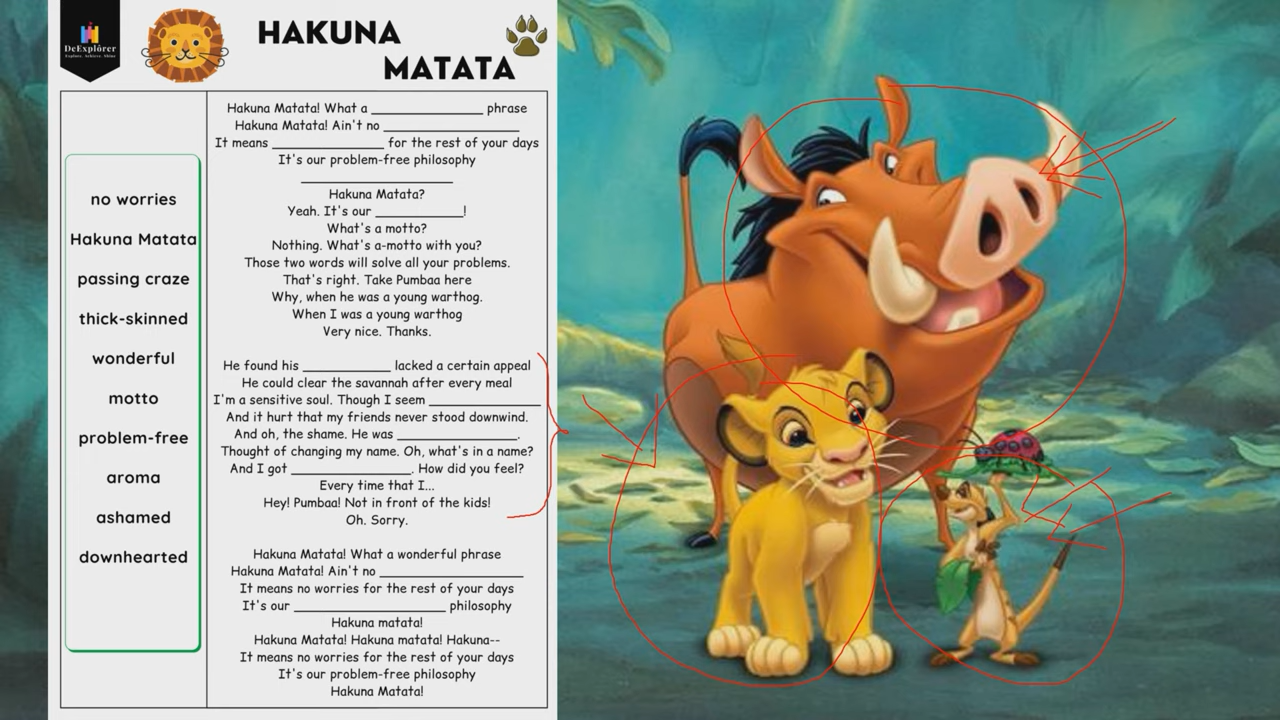 DeExplörer
Explore. Achieve. Shine
HAKUNA
MATATA
no worries
Hakuna Matata
passing craze
thick-skinned
wonderful
motto
problem-free
aroma
ashamed
downhearted
Hakuna Matata! What a ________________ phrase
Hakuna Matata! Ain't no ___________________
It means ________________ for the rest of your days
It's our problem-free philosophy
______________________
Hakuna Matata?
Yeah. It's our _____________!
What's a motto?
Nothing. What's a-motto with you?
Those two words will solve all your problems.
That's right. Take Pumbaa here
Why, when he was a young warthog.
When I was a young warthog
Very nice. Thanks.
He found his _____________ lacked a certain appeal
He could clear the savannah after every meal
I'm a sensitive soul. Though I seem ________________
And it hurt that my friends never stood downwind.
And oh, the shame. He was _________________.
Thought of changing my name. Oh, what's in a name?
And I got _________________. How did you feel?
Every time that I...
Hey! Pumbaa! Not in front of the kids!
Oh. Sorry.
Hakuna Matata! What a wonderful phrase
Hakuna Matata! Ain't no _____________________
It means no worries for the rest of your days
It's our ______________________ philosophy
Hakuna matata!
Hakuna Matata! Hakuna matata! Hakuna--
It means no worries for the rest of your days
It's our problem-free philosophy
Hakuna Matata!